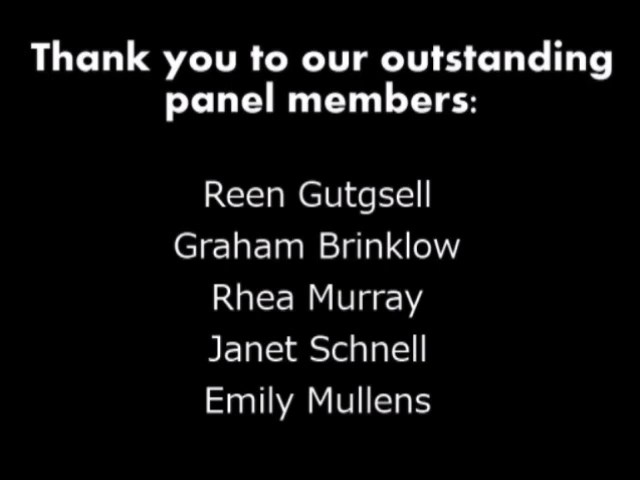 Thank you to our outstanding
panel members:
Reen Gutgsell
Graham Brinklow
Rhea Murray
Janet Schnell
Emily Mullens